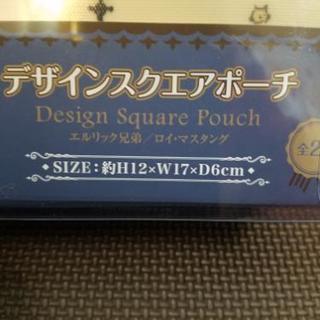 デザインスクエアポーチ
Design Square Pouch
エルリック兄弟／ロイ・マスタング
SIZE：約H12×W17×D6cm
全2